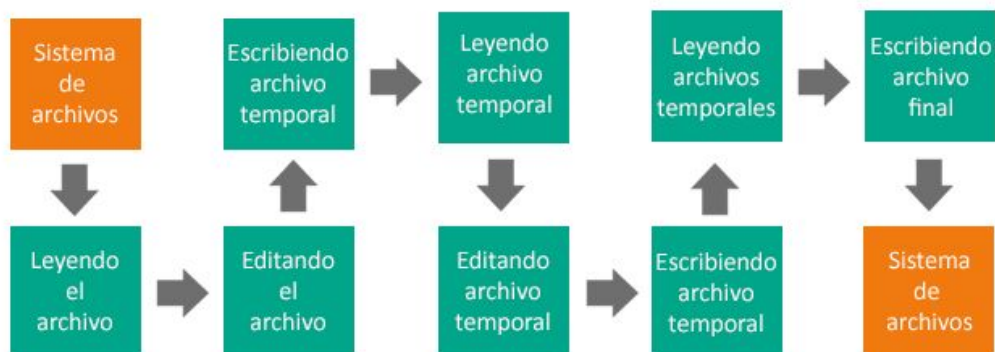 Sistema
de
archivos
Leyendo
el
archivo
Editando
el
archivo
Escribiendo
archivo
temporal
Leyendo
archivo
temporal
Editando
archivo
temporal
Escribiendo
archivo
temporal
Leyendo
archivos
temporales
Escribiendo
archivo
final
Sistema
de
archivos